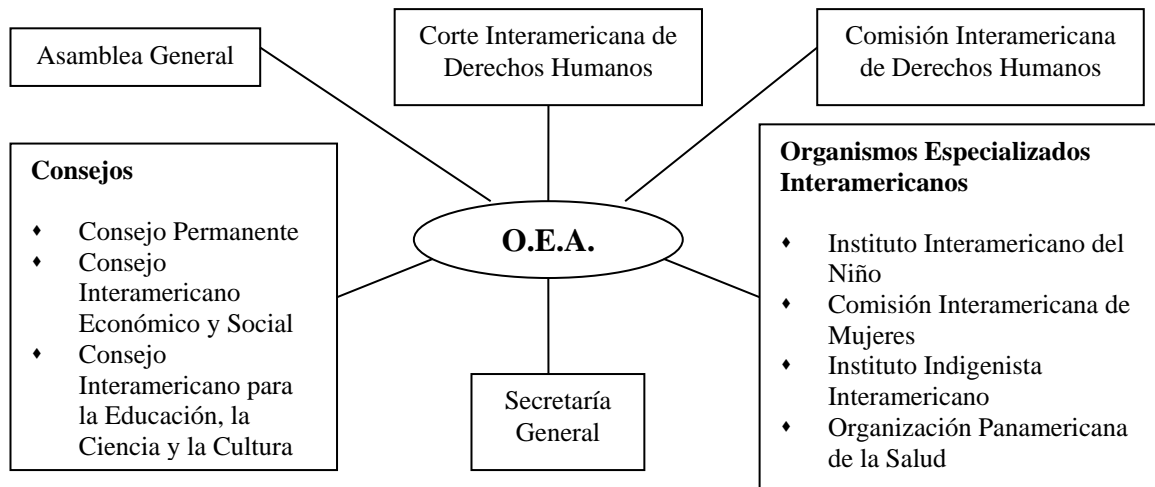 Asamblea General
Corte Interamericana de
Derechos Humanos
Comisión Interamericana
de Derechos Humanos
Consejos
♦ Consejo Permanente
♦ Consejo
Interamericano
Económico y Social
♦ Consejo
Interamericano para
la Educación, la
Ciencia y la Cultura
O.E.A.
Organismos Especializados
Interamericanos
♦ Instituto Interamericano del
Niño
♦ Comisión Interamericana de
Mujeres
♦ Instituto Indigenista
Interamericano
♦ Organización Panamericana
de la Salud
Secretaría
General